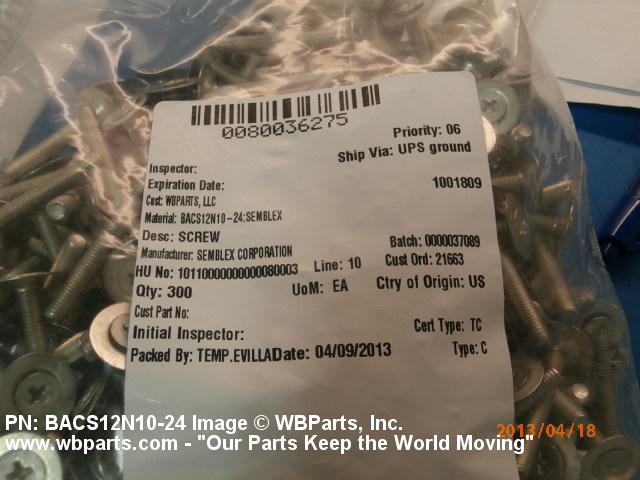 0080036275
Priority: 06
Ship Via: UPS ground
Inspector:
Expiration Date:
1001809
Cust: WBPARTS, LLC
Material: BACS12N10-24:SEMBLEX
Desc: SCREW
Batch: 0000037089
Manufacturer: SEMBLEX CORPORATION
Cust Ord: 21663
HU No: 10110000000000080003
Line: 10
Ctry of Origin: US
Qty: 300
UoM: EA
Cust Part No:
Cert Type: TC
Initial Inspector:
Packed By: TEMP.EVILLADate: 04/09/2013
Type: C
PN: BACS12N10-24 Image © WBParts, Inc.
www.wbparts.com - "Our Parts Keep the World Moving"
2013/04/18